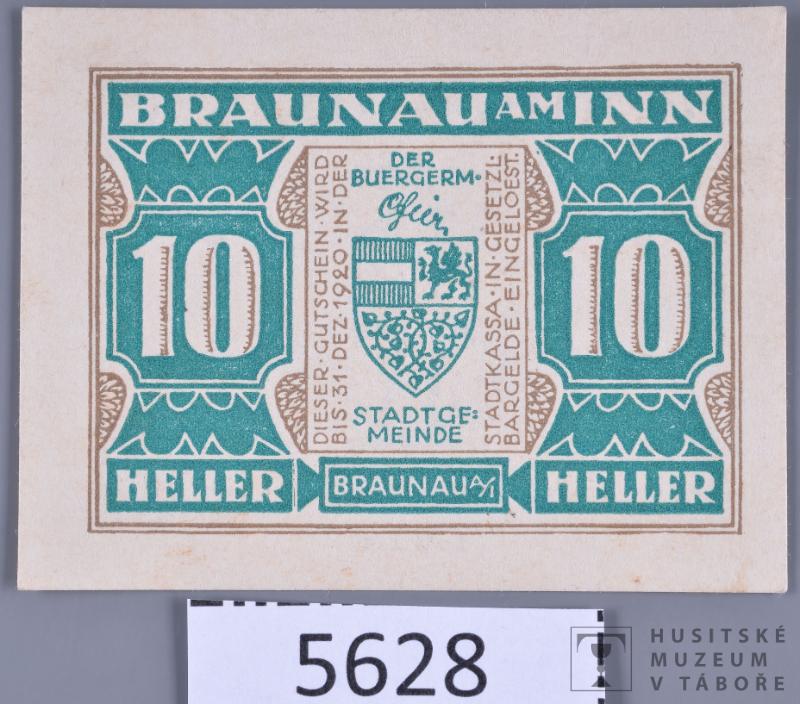 BRAUNAU AM INN
10
DIESER · GUTSCHEIN · WIRD
BIS · 31 · DEZ · 1920 · IN · DER
DER
BUERGERM·
STADTGE=
MEINDE
STADTKASSA · IN · GESETZL·
BARGELDE · EINGELOEST·
10
HELLER
BRAUNAU A/I
HELLER
5628
HUSITSKÉ
MUZEUM
V TÁBOŘE